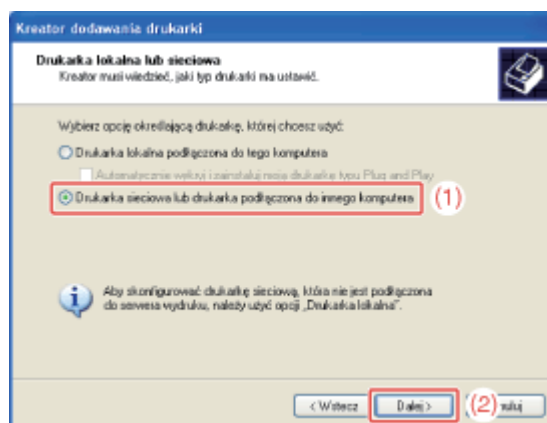 Kreator dodawania drukarki
Drukarka lokalna lub sieciowa
Kreator musi wiedzieć, jaki typ drukarki ma ustawić.
Wybierz opcję określającą drukarkę, której chcesz użyć:
Drukarka lokalna podłączona do tego komputera
Automatycznie wykryj i zainstaluj moją drukarkę typu Plug and Play
Drukarka sieciowa lub drukarka podłączona do innego komputera
(1)
Aby skonfigurować drukarkę sieciową, która nie jest podłączona
do serwera wydruku, należy użyć opcji „Drukarka lokalna”.
< Wstecz
Dalej >
(2)